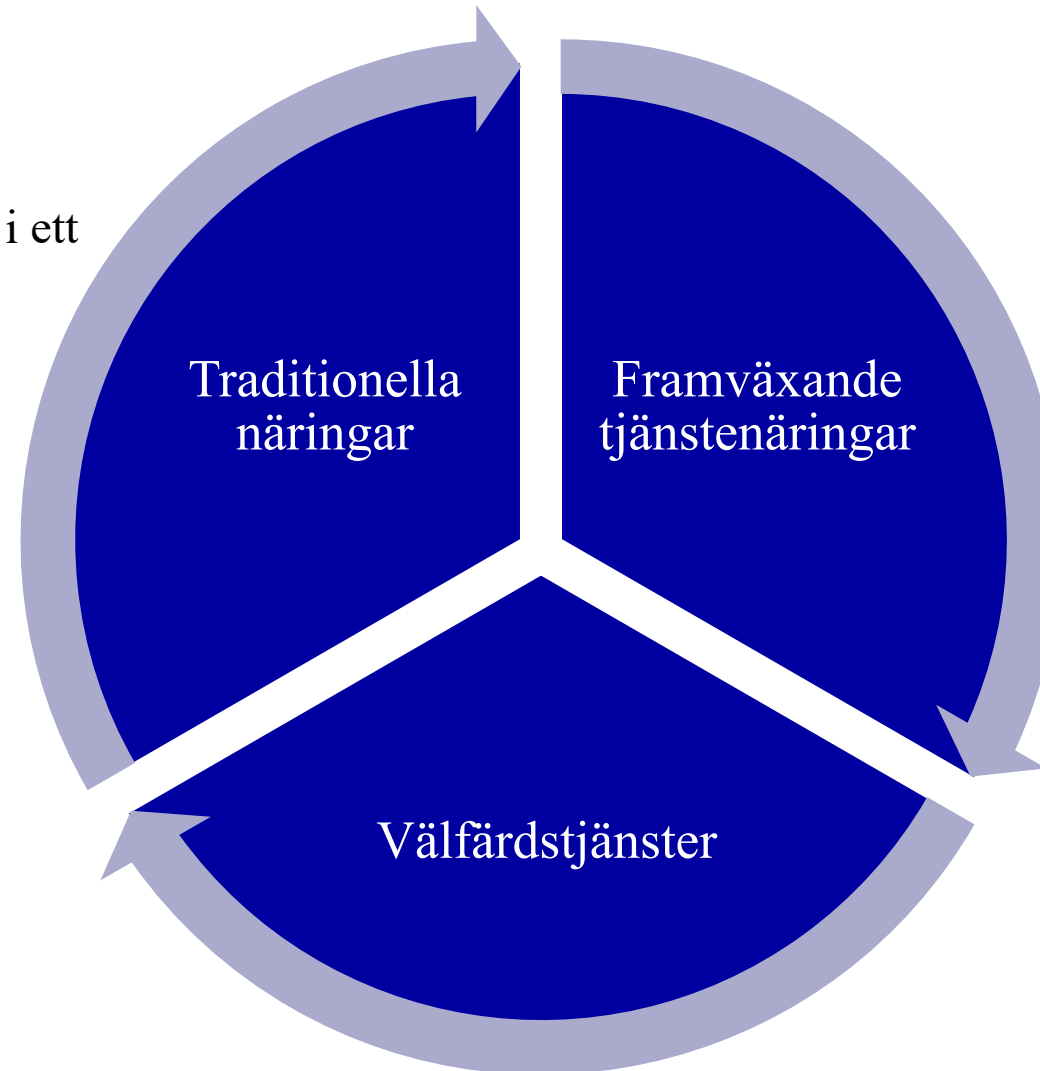 i ett
Traditionella
näringar
Framväxande
tjänstenäringar
Välfärdstjänster